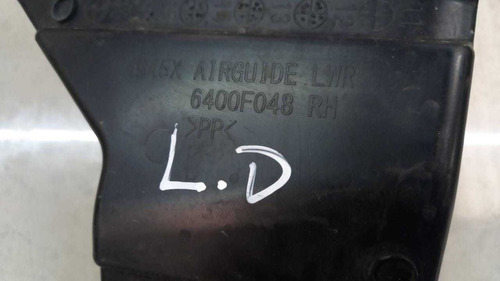 AIRGUIDE LWR
6400F048 RH
>PP<
L.D